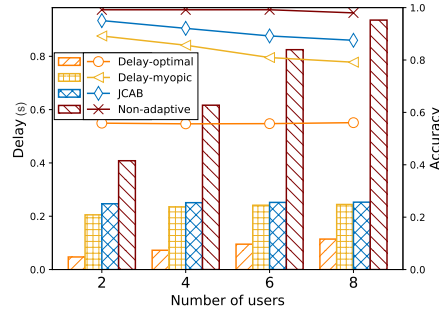 1.0
0.8
0.8
0.6
0.6
0.4
0.4
0.2
0.2
0.0
0.0
Delay (s)
Accuracy
Delay-optimal
Delay-myopic
JCAB
Non-adaptive
2
4
6
8
Number of users